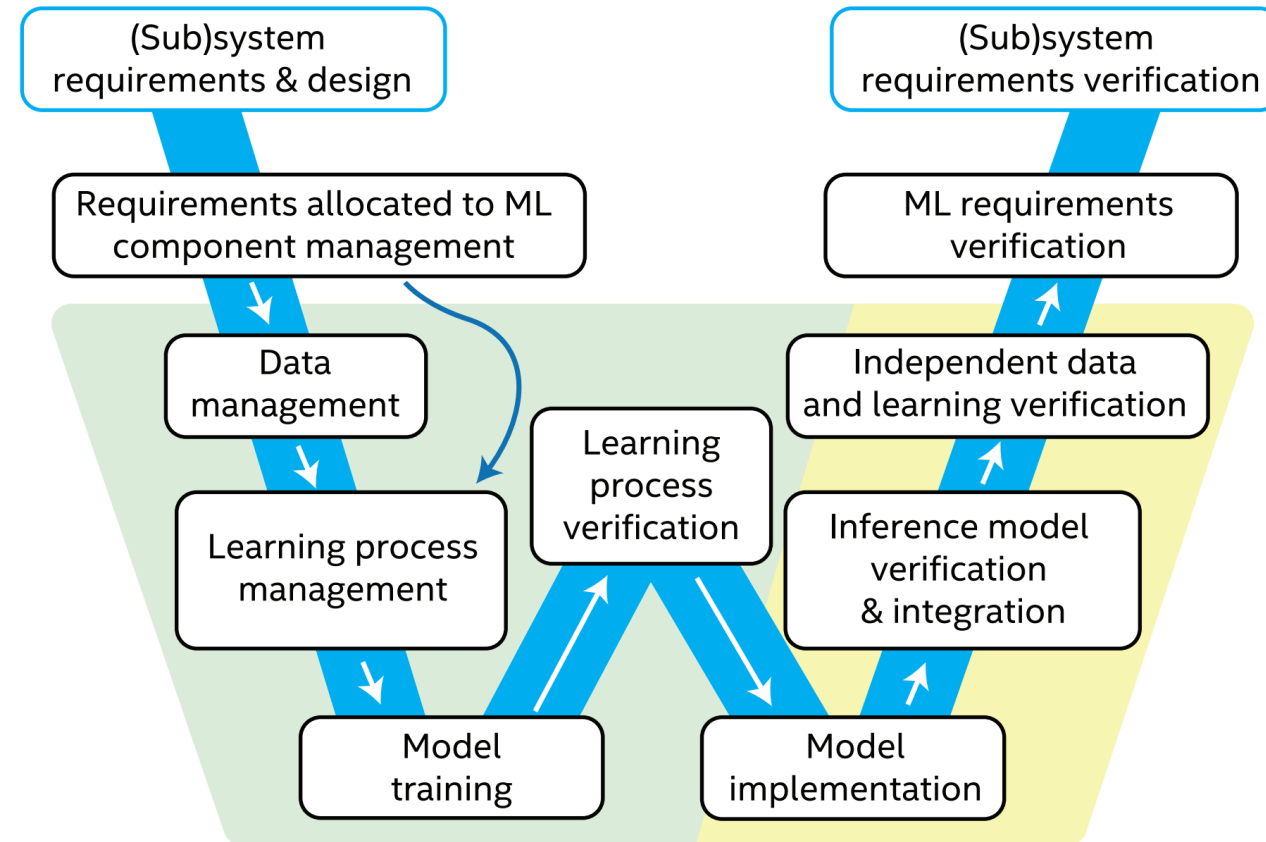 (Sub)system
requirements & design
(Sub)system
requirements verification
Requirements allocated to ML
component management
ML requirements
verification
Data
management
Independent data
and learning verification
Learning
process
verification
Learning process
management
Inference model
verification
& integration
Model
training
Model
implementation